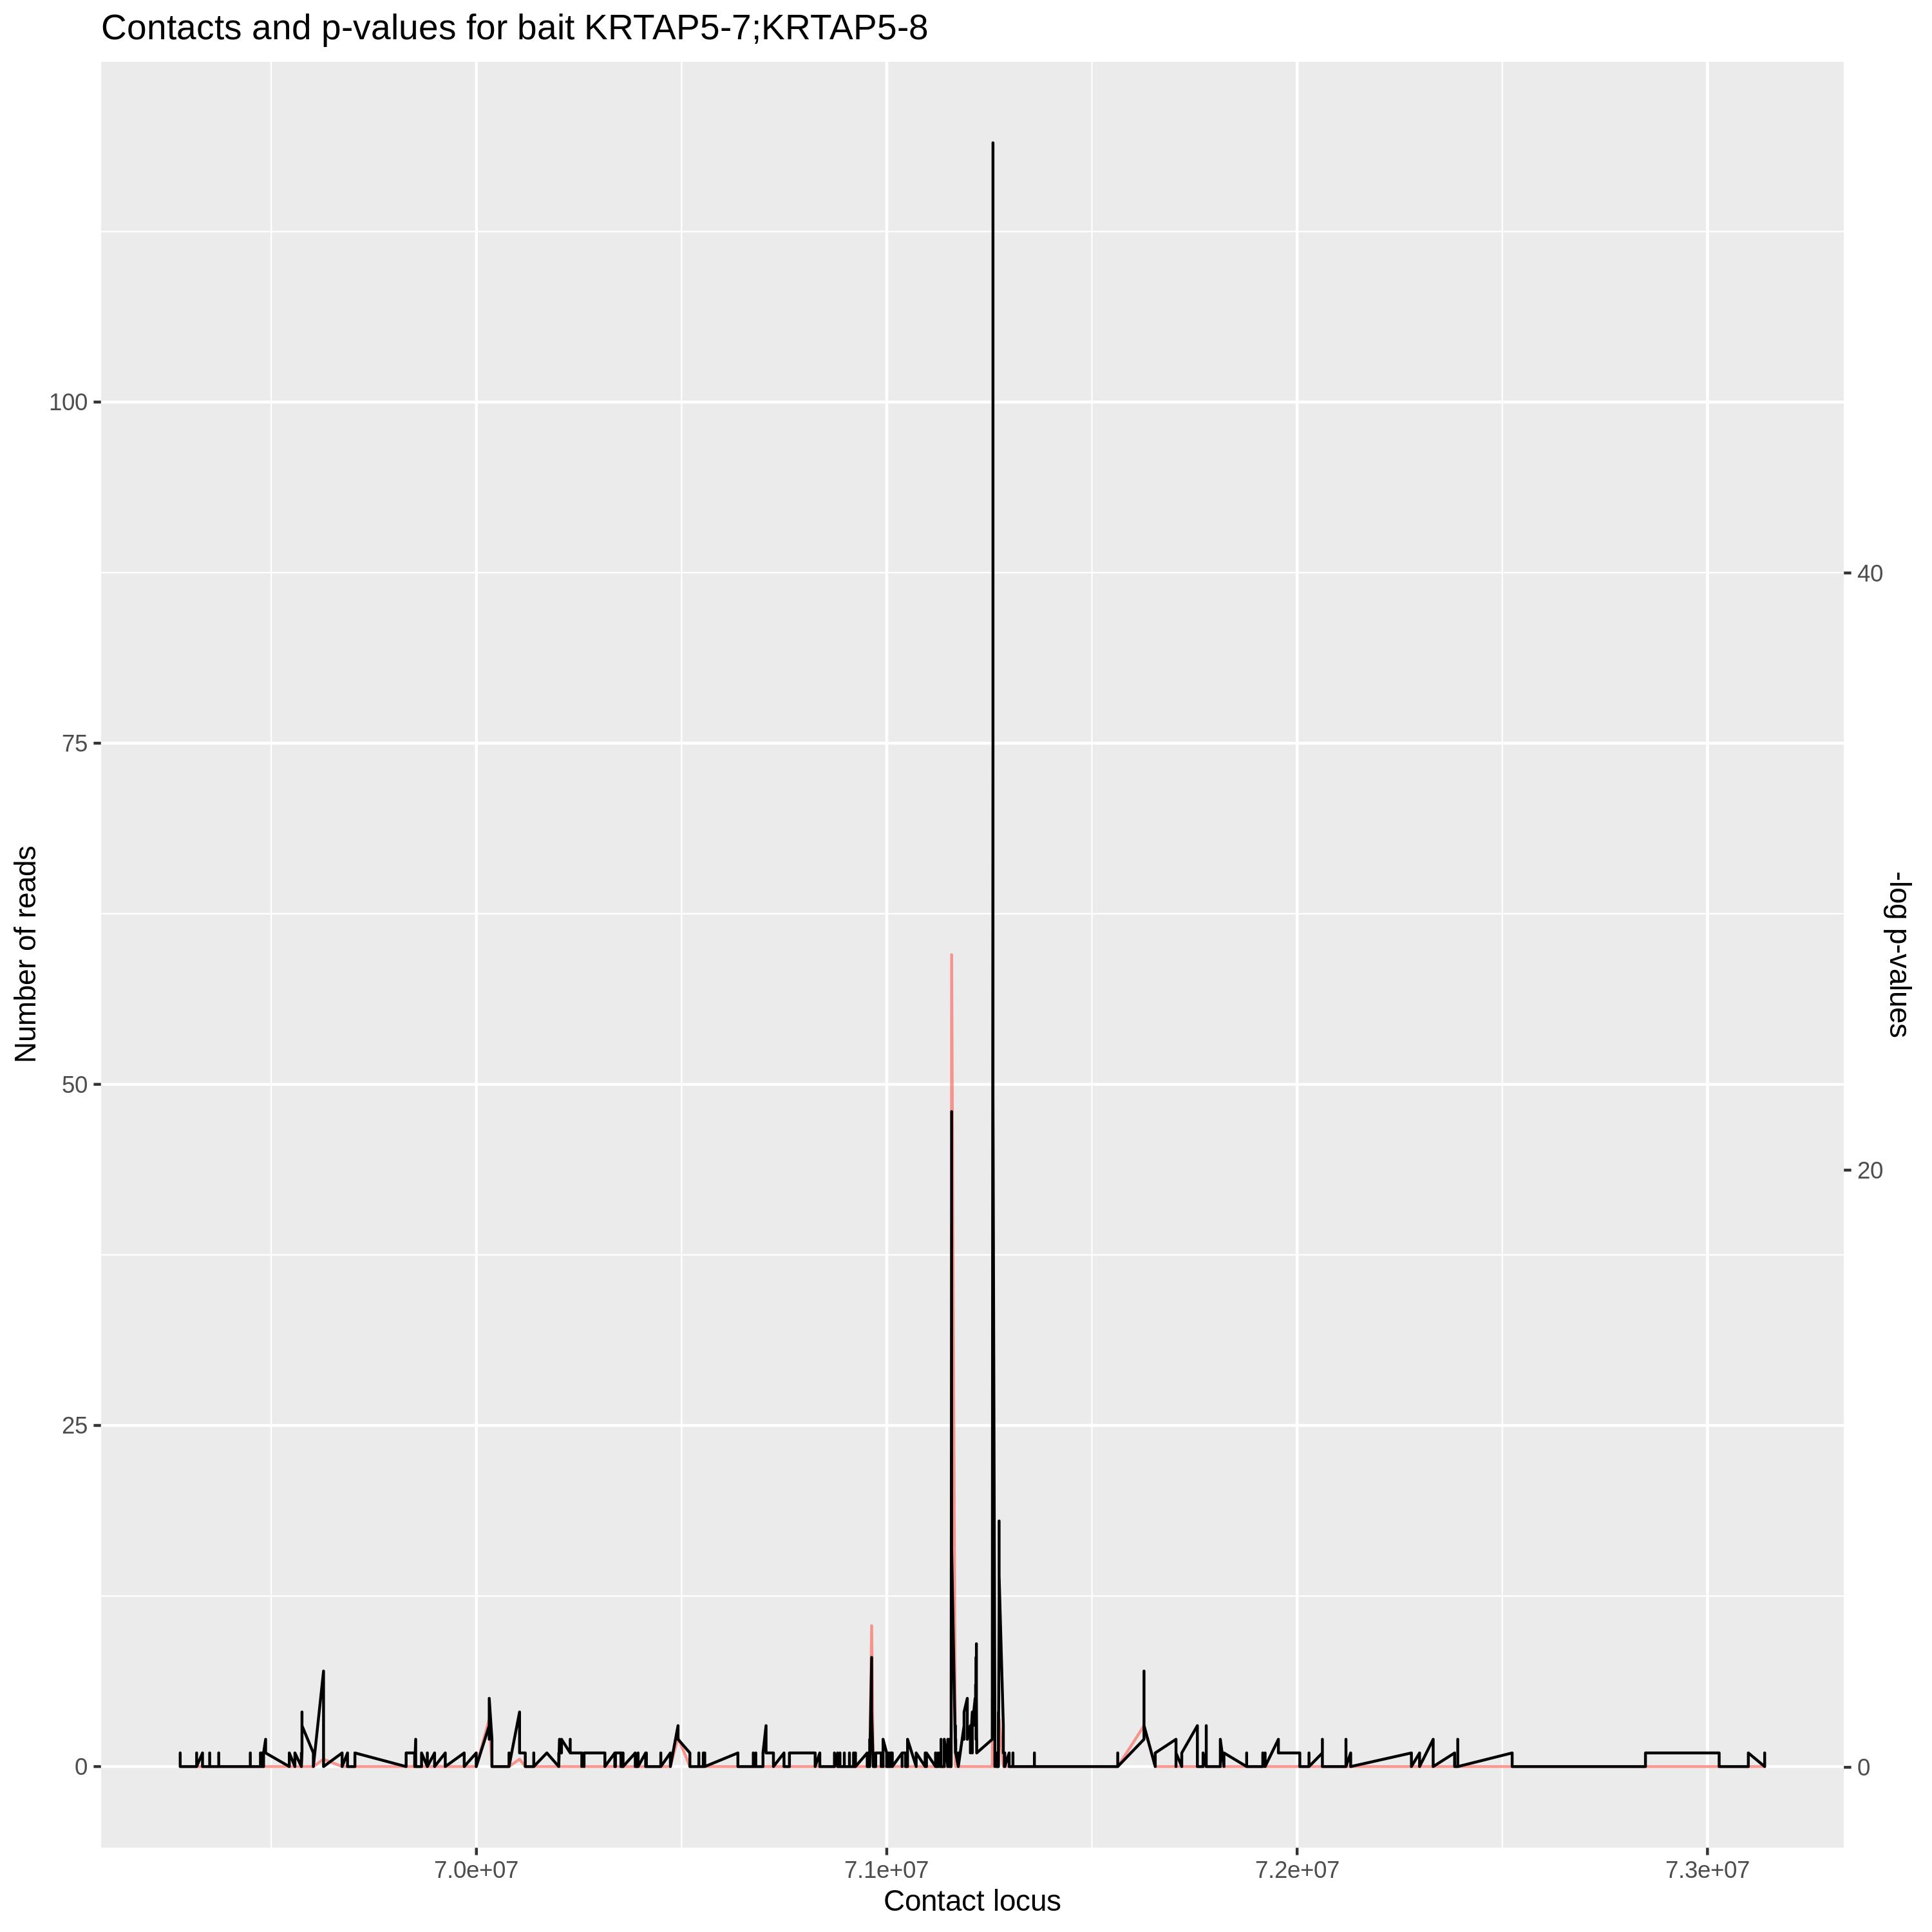 Contacts and p-values for bait KRTAP5-7;KRTAP5-8
Number of reads
100
75
50
25
0
40
20
0
-log p-values
7.0e+07
7.1e+07
7.2e+07
7.3e+07
Contact locus